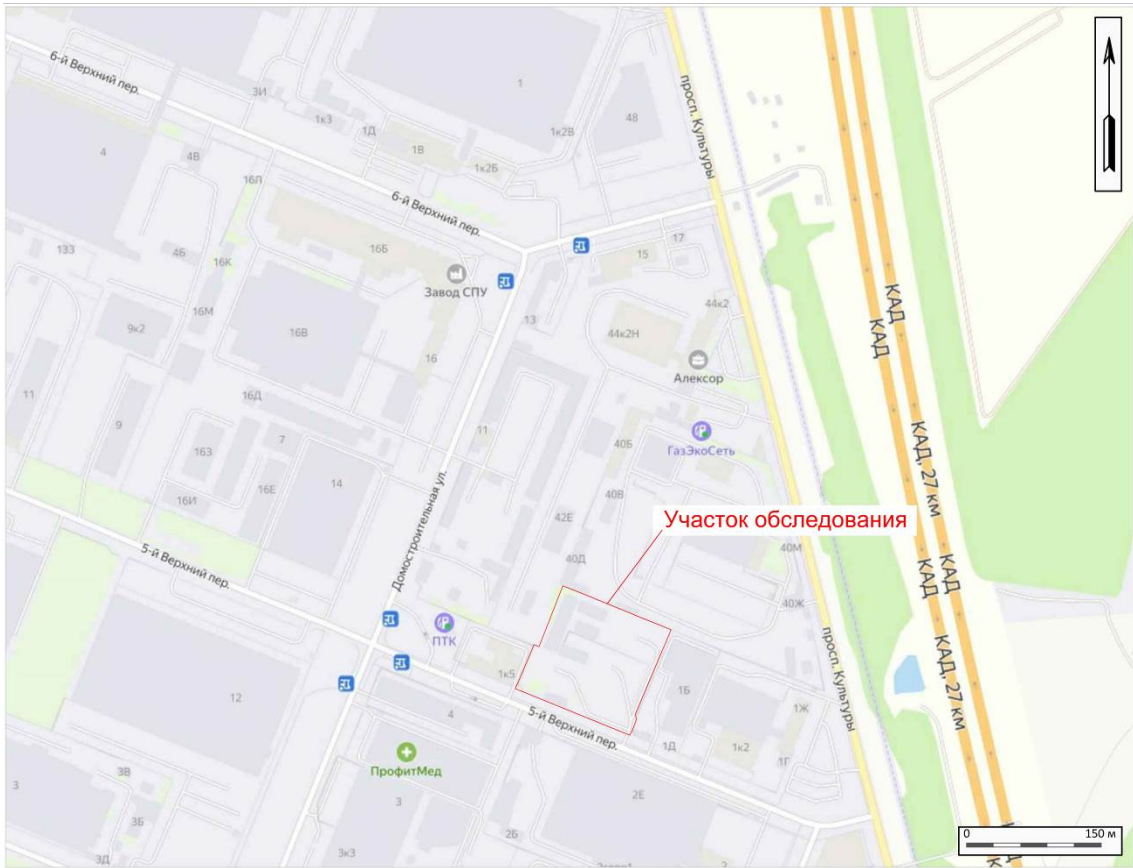 6-й Верхний пер.
просп. Культуры
3И
1
1к3
1Д
48
1к2В
4
1В
4В
1к2Б
16Л
6-й Верхний пер.
133
4Б
16К
16Б
15
17
Завод СПУ
16М
44к2
13
9к2
16В
44к2Н
КАД
КАД
16
Алексор
11
16Д
9
7
11
40Б
ГазЭкоСеть
163
КАД, 27 км
16И
16Е
14
40В
42Е
Участок обследования
Домостроительная ул.
5-й Верхний пер.
40Д
40М
КАД
КАД
40Ж
ПТК
просп. Культуры
КАД, 27 км
1к5
12
1Б
4
5-й Верхний пер.
1Ж
1Д
1к2
ПрофитМед
1Г
3
3В
3
2Е
3Б
2Б
3Д
3к3
2
0
150 м